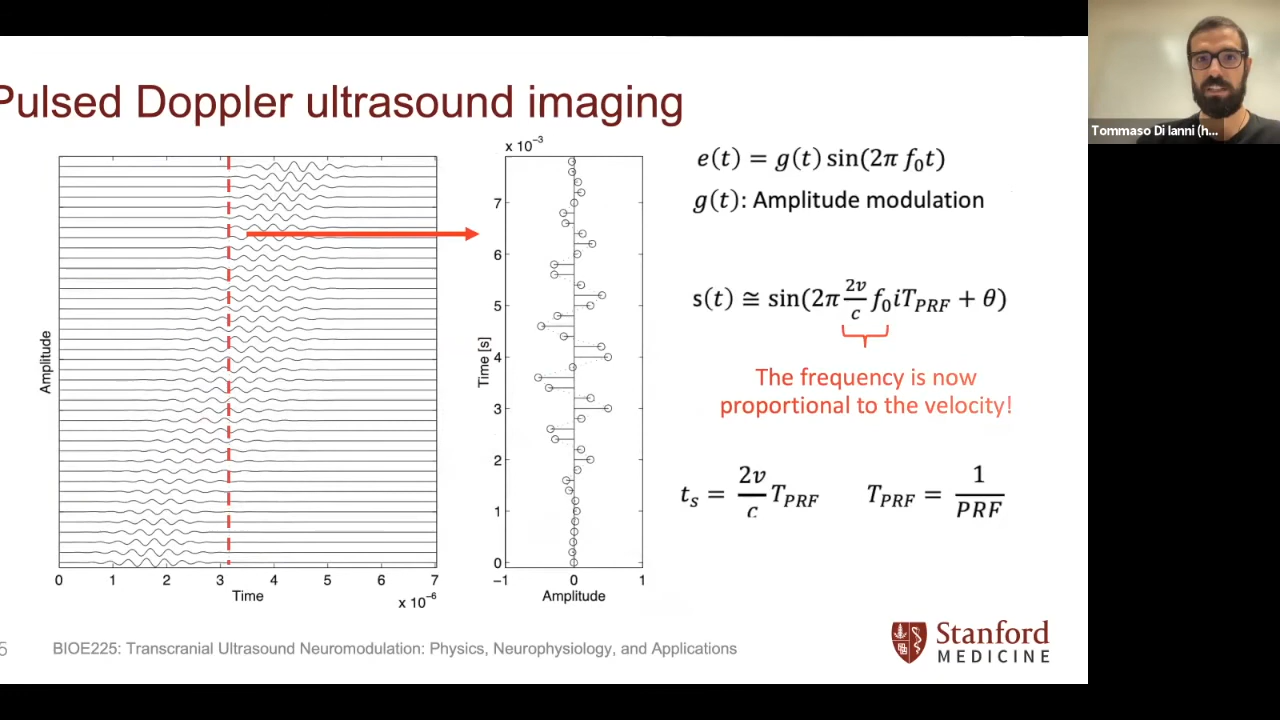 Pulsed Doppler ultrasound imaging
Tommaso Di Ianni (h...
Amplitude
0 1 2 3 4 5 6 7
Time
x 10⁻⁶
x 10⁻³
Time [s]
7
6
5
4
3
2
1
0
−1 0 1
Amplitude
e(t) = g(t) sin(2π f₀t)
g(t): Amplitude modulation
s(t) ≅ sin(2π 2v/c f₀iT_PRF + θ)
The frequency is now
proportional to the velocity!
t_s = 2v/c T_PRF T_PRF = 1/PRF
5 BIOE225: Transcranial Ultrasound Neuromodulation: Physics, Neurophysiology, and Applications
Stanford
MEDICINE